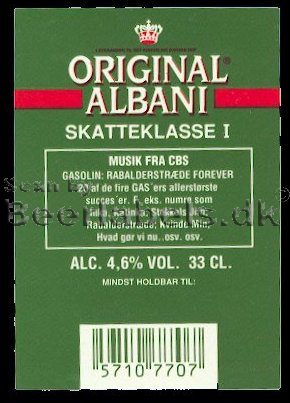 ORIGINAL®
ALBANI
SKATTEKLASSE I
MUSIK FRA CBS
GASOLIN: RABALDERSTRÆDE FOREVER
20 af de fire GAS´ers allerstørste
succes´er. F. eks. numre som
Rabalderstræde, Kvinde Min,
Hvad gør vi nu.. osv. osv.
ALC. 4,6% VOL. 33 CL.
MINDST HOLDBAR TIL:
5710 7707